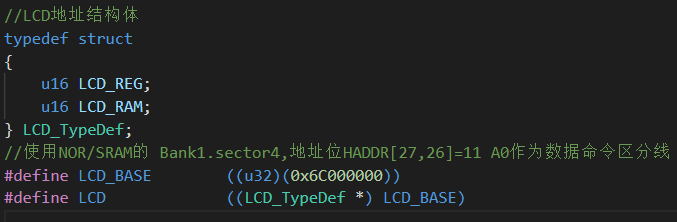 //LCD地址结构体
typedef struct
{
    u16 LCD_REG;
    u16 LCD_RAM;
} LCD_TypeDef;
//使用NOR/SRAM的 Bank1.sector4,地址位HADDR[27,26]=11 A0作为数据命令区分线
#define LCD_BASE        ((u32)(0x6C000000))
#define LCD             ((LCD_TypeDef *) LCD_BASE)